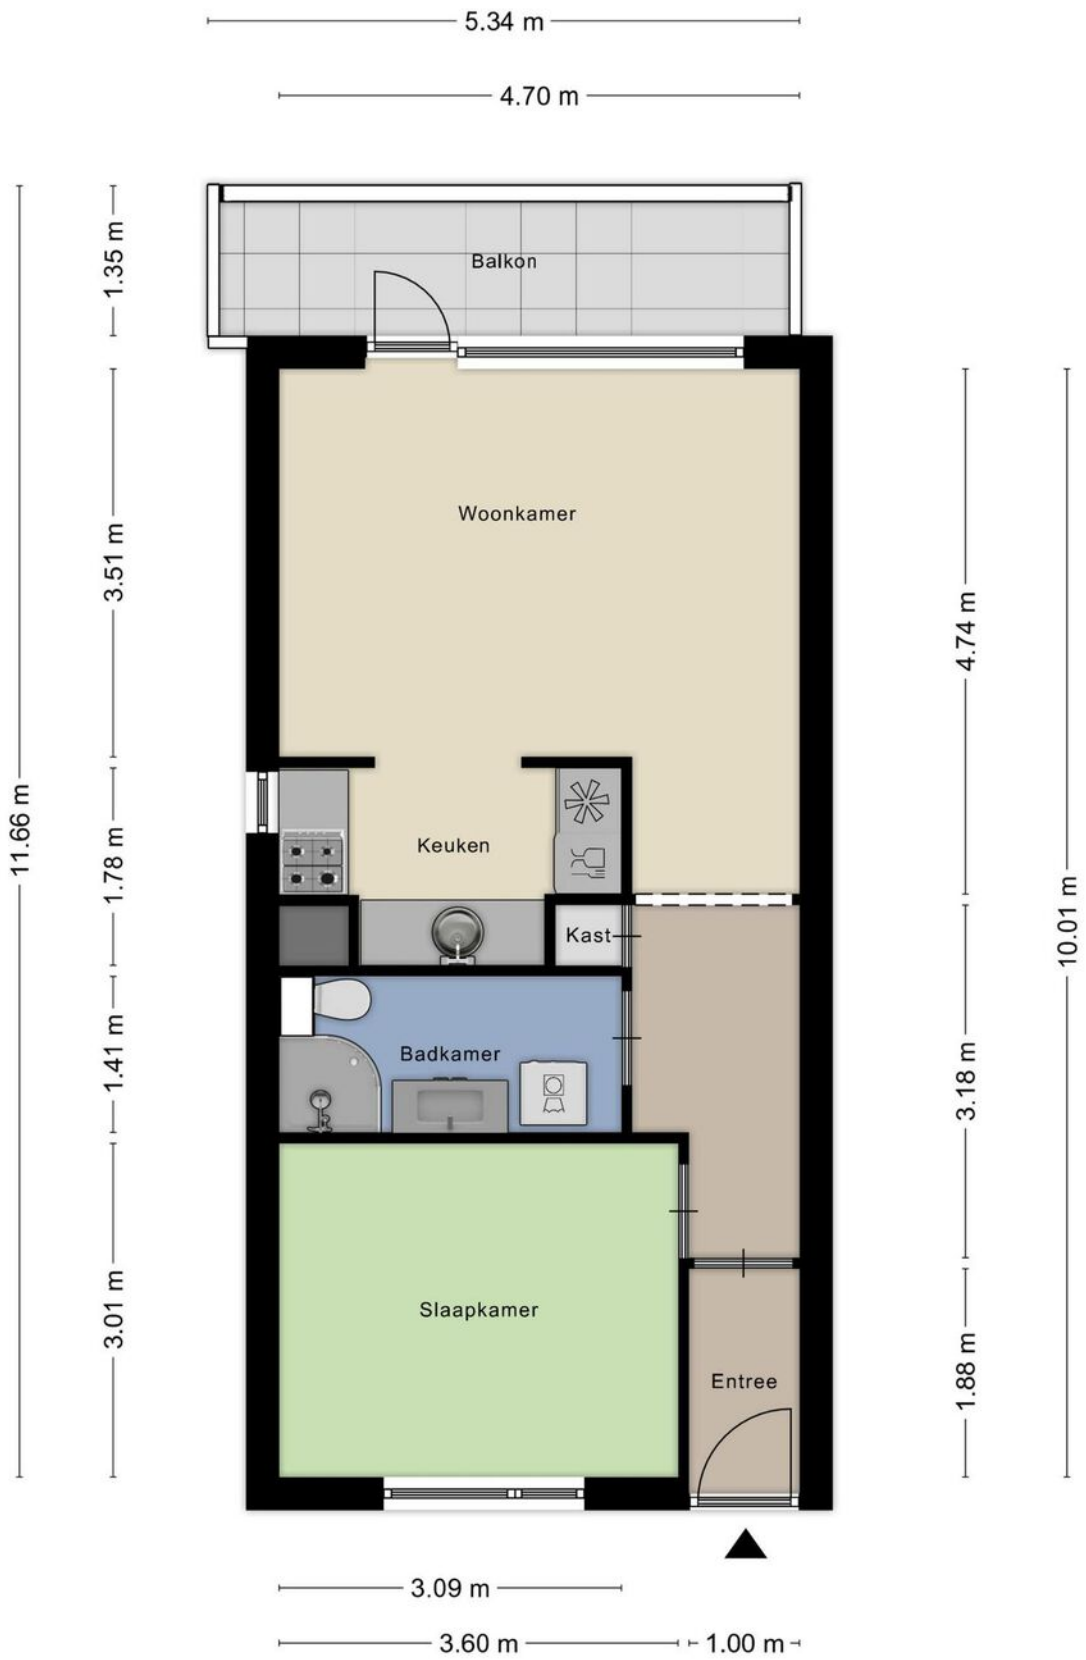 5.34 m
4.70 m
1.35 m
Balkon
3.51 m
Woonkamer
4.74 m
11.66 m
1.78 m
Keuken
10.01 m
Kast
1.41 m
Badkamer
3.18 m
3.01 m
Slaapkamer
1.88 m
Entree
3.09 m
3.60 m
1.00 m